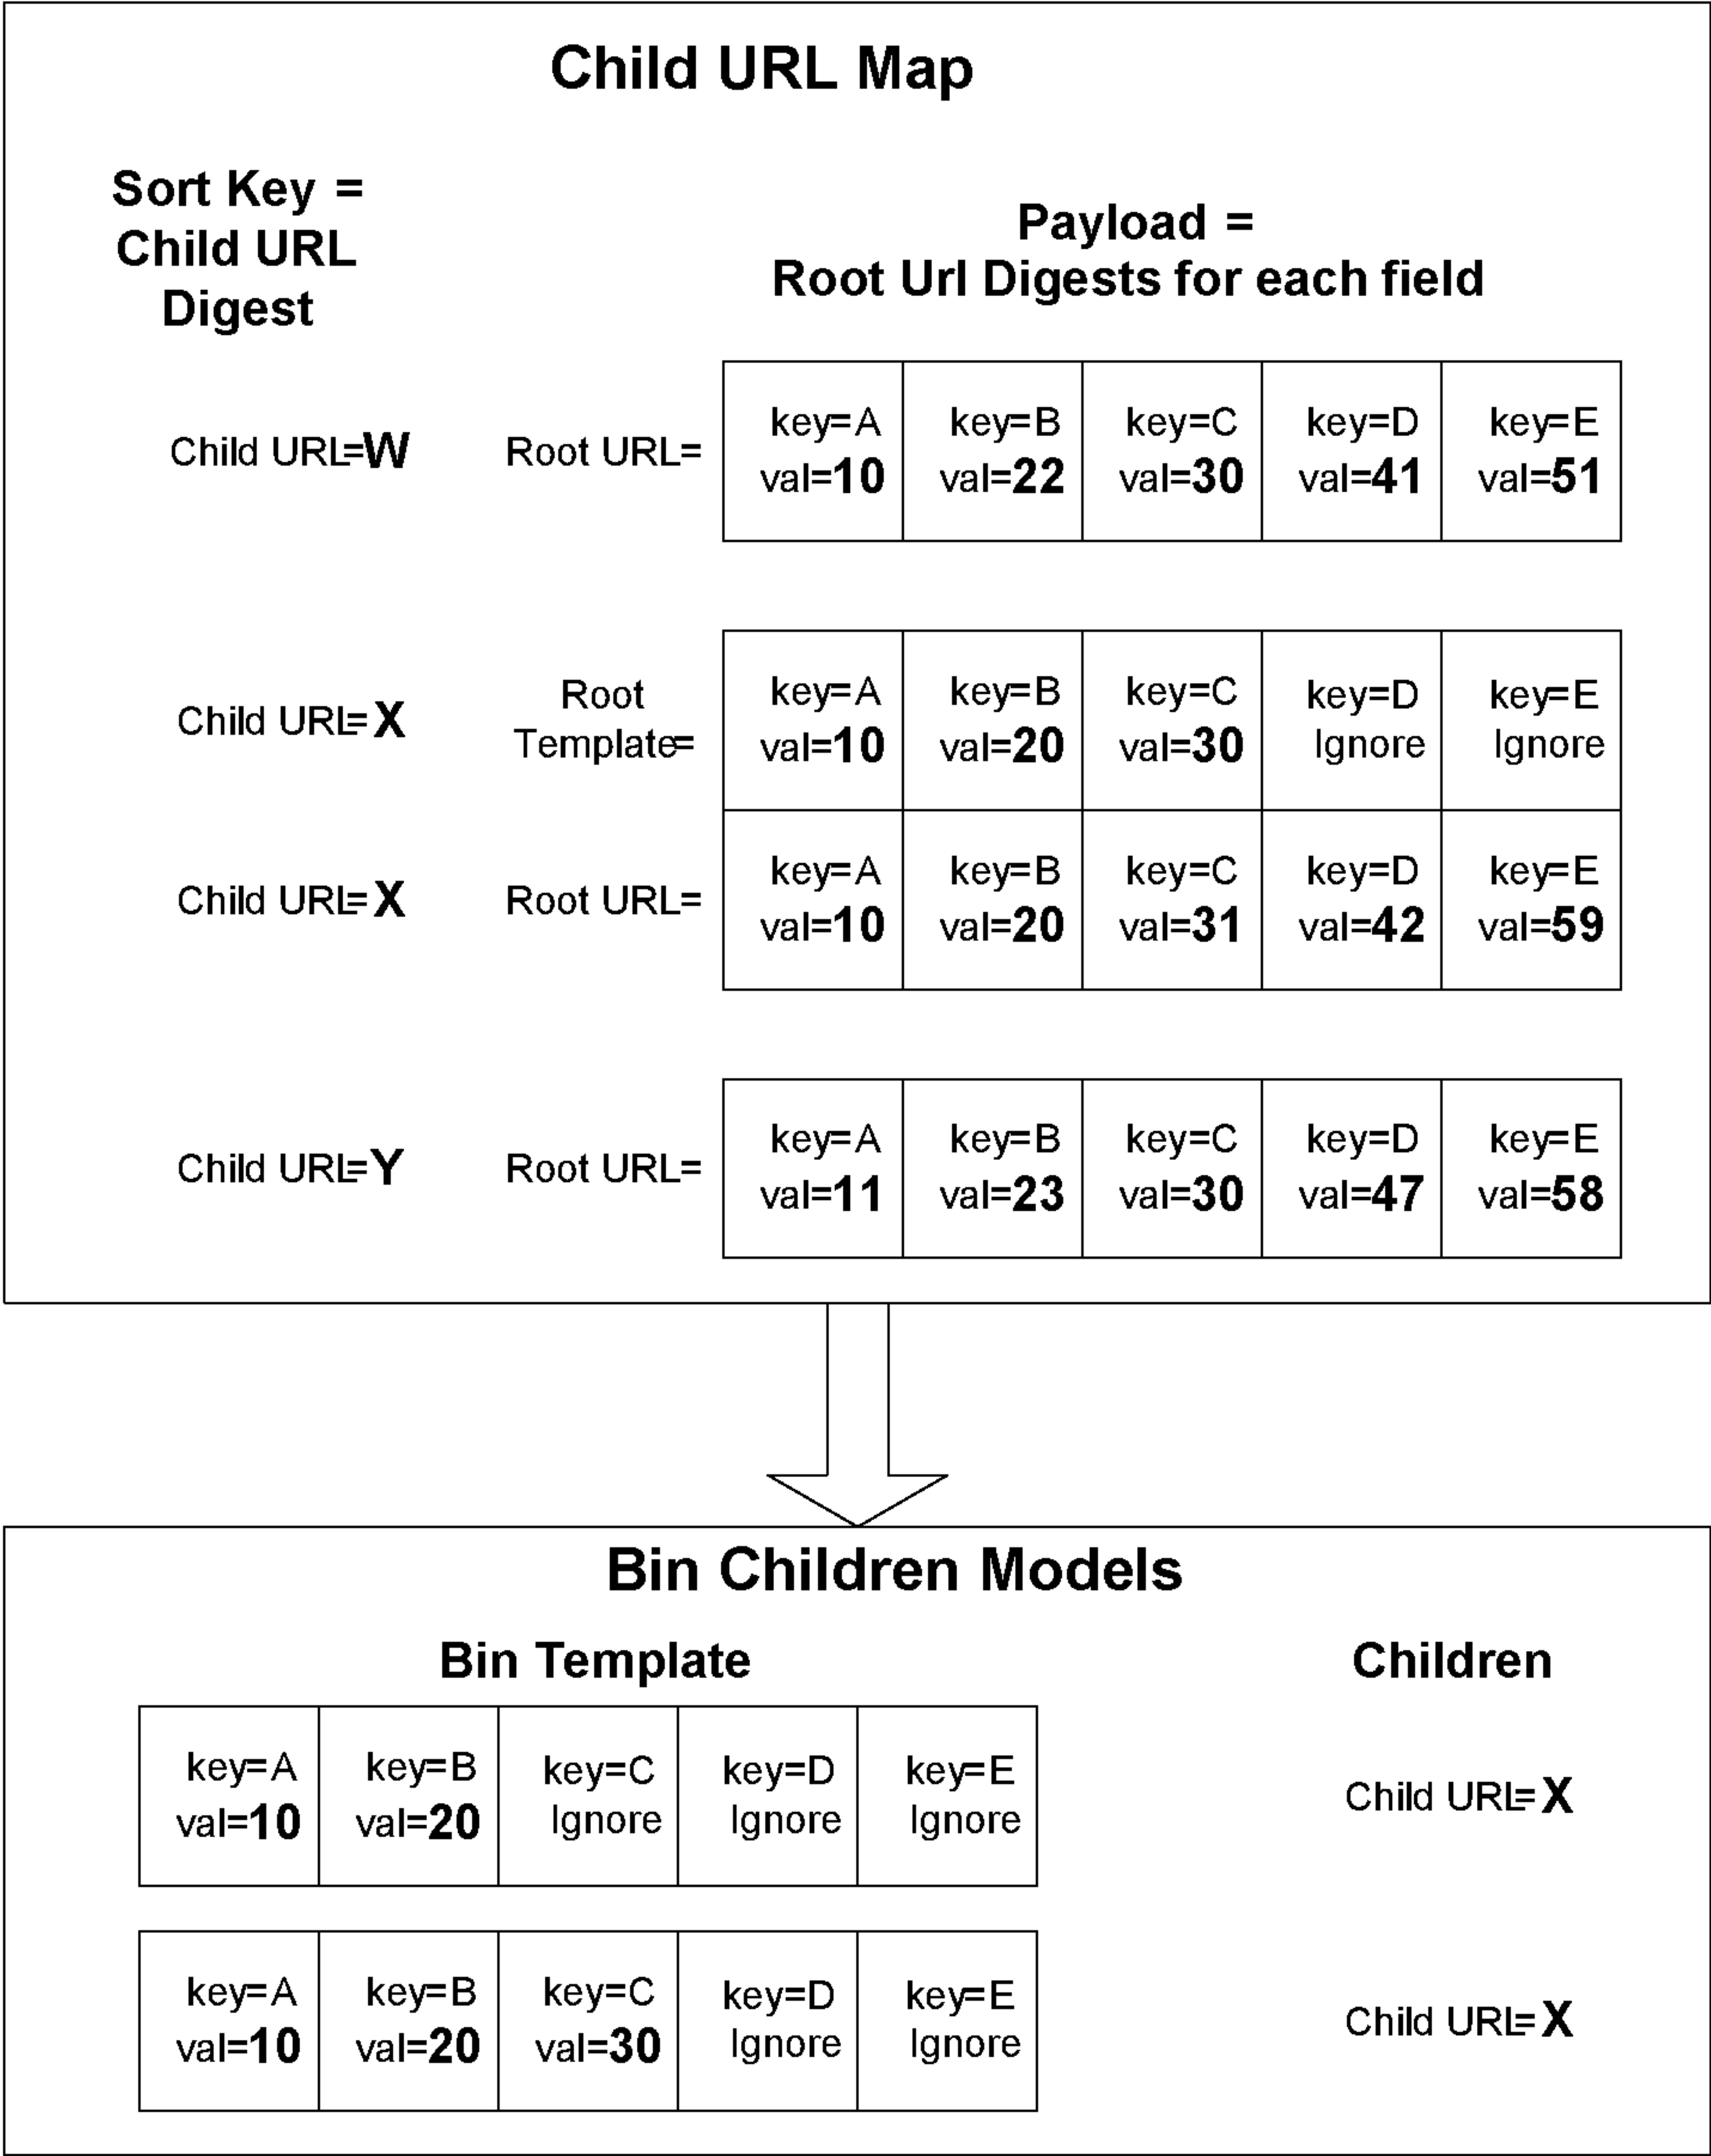 Child URL Map
Sort Key =
Child URL
Digest
Payload =
Root Url Digests for each field
Child URL=W
Root URL=
key=A
val=10
key=B
val=22
key=C
val=30
key=D
val=41
key=E
val=51
Child URL=X
Root
Template=
key=A
val=10
key=B
val=20
key=C
val=30
key=D
Ignore
key=E
Ignore
Child URL=X
Root URL=
key=A
val=10
key=B
val=20
key=C
val=31
key=D
val=42
key=E
val=59
Child URL=Y
Root URL=
key=A
val=11
key=B
val=23
key=C
val=30
key=D
val=47
key=E
val=58
Bin Children Models
Bin Template
Children
key=A
val=10
key=B
val=20
key=C
Ignore
key=D
Ignore
key=E
Ignore
Child URL=X
key=A
val=10
key=B
val=20
key=C
val=30
key=D
Ignore
key=E
Ignore
Child URL=X